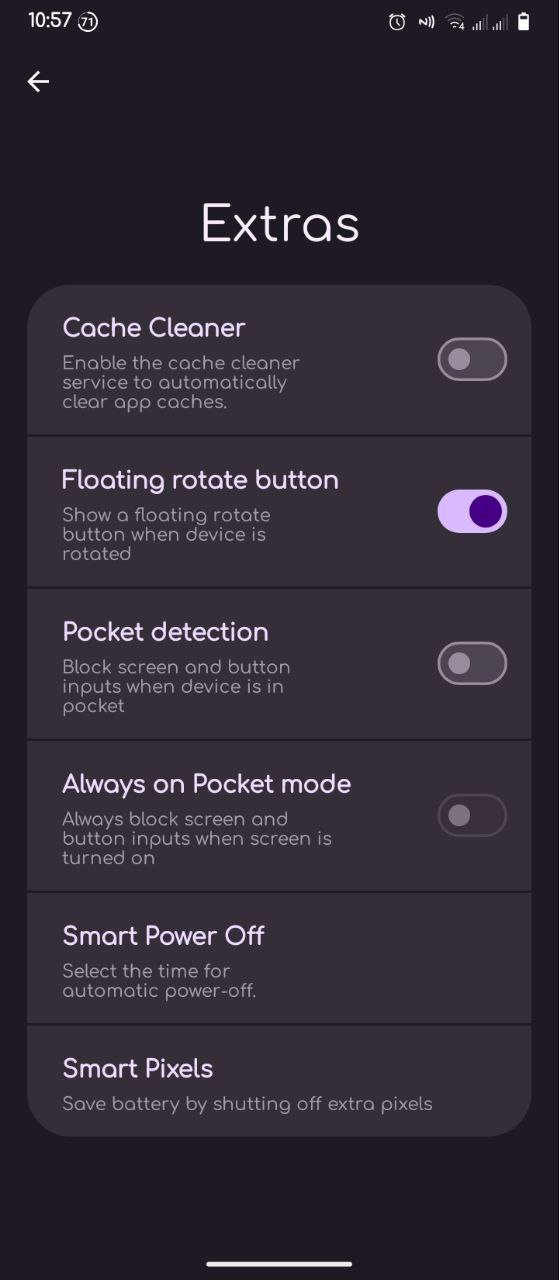 10:57 71
4
Extras
Cache Cleaner
Enable the cache cleaner
service to automatically
clear app caches.
Floating rotate button
Show a floating rotate
button when device is
rotated
Pocket detection
Block screen and button
inputs when device is in
pocket
Always on Pocket mode
Always block screen and
button inputs when screen is
turned on
Smart Power Off
Select the time for
automatic power-off.
Smart Pixels
Save battery by shutting off extra pixels